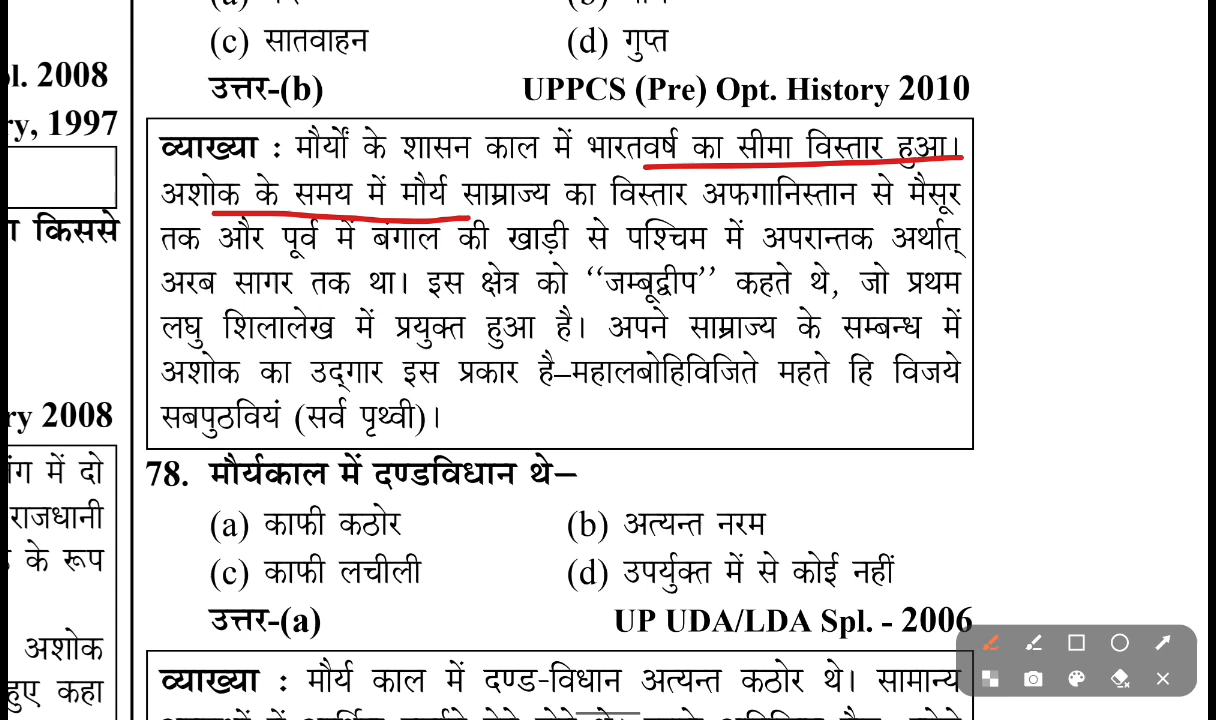 (c) सातवाहन (d) गुप्त
उत्तर-(b) UPPCS (Pre) Opt. History 2010
व्याख्या : मौर्यों के शासन काल में भारतवर्ष का सीमा विस्तार हुआ।
अशोक के समय में मौर्य साम्राज्य का विस्तार अफगानिस्तान से मैसूर
तक और पूर्व में बंगाल की खाड़ी से पश्चिम में अपरान्तक अर्थात्
अरब सागर तक था। इस क्षेत्र को ‘‘जम्बूद्वीप’’ कहते थे, जो प्रथम
लघु शिलालेख में प्रयुक्त हुआ है। अपने साम्राज्य के सम्बन्ध में
अशोक का उद्‌गार इस प्रकार है–महालबोहिविजिते महते हि विजये
सबपुठवियं (सर्व पृथ्वी)।
78. मौर्यकाल में दण्डविधान थे–
(a) काफी कठोर (b) अत्यन्त नरम
(c) काफी लचीली (d) उपर्युक्त में से कोई नहीं
उत्तर-(a) UP UDA/LDA Spl. - 2006
व्याख्या : मौर्य काल में दण्ड-विधान अत्यन्त कठोर थे। सामान्य
2008
1997
किससे
2008
में दो
राजधानी
के रूप
अशोक
हुए कहा